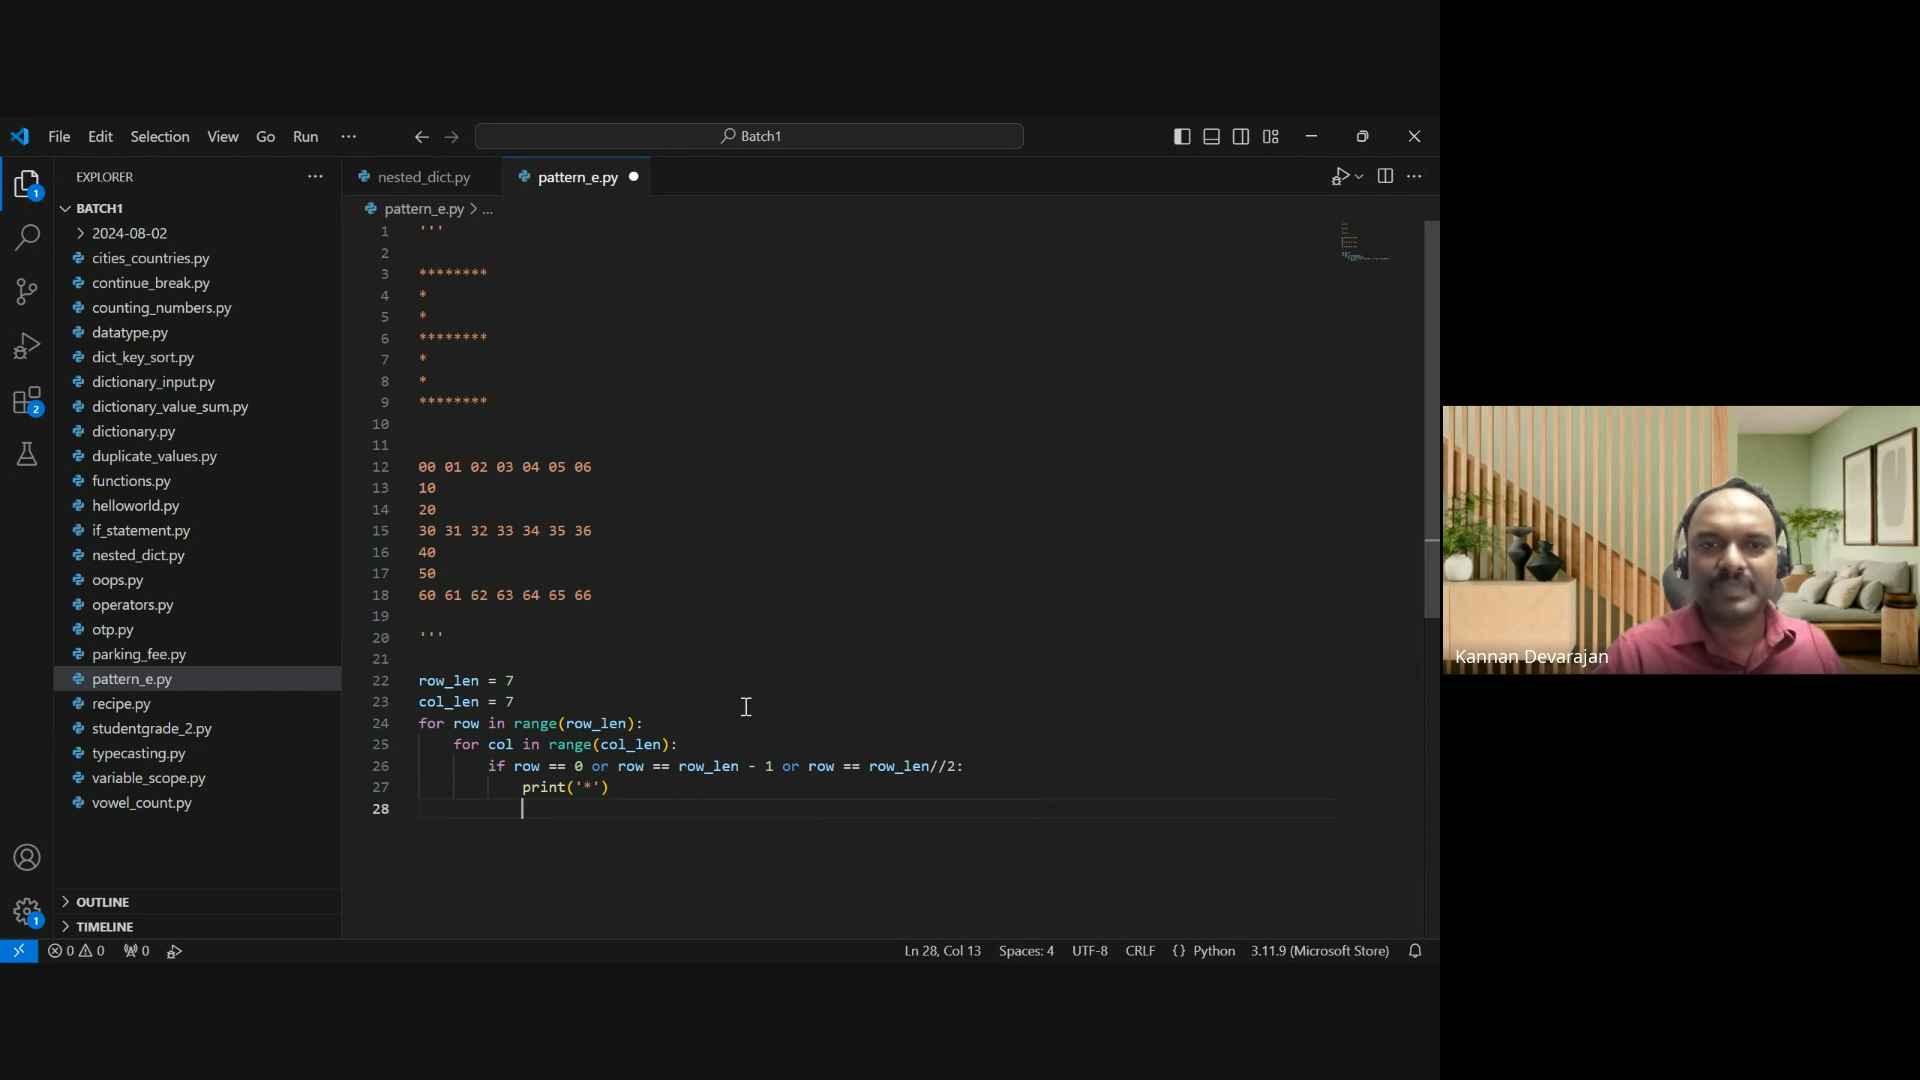 File Edit Selection View Go Run ···
Batch1
EXPLORER
···
BATCH1
2024-08-02
cities_countries.py
continue_break.py
counting_numbers.py
datatype.py
dict_key_sort.py
dictionary_input.py
dictionary_value_sum.py
dictionary.py
duplicate_values.py
functions.py
helloworld.py
if_statement.py
nested_dict.py
oops.py
operators.py
otp.py
parking_fee.py
pattern_e.py
recipe.py
studentgrade_2.py
typecasting.py
variable_scope.py
vowel_count.py
OUTLINE
TIMELINE
1
2
1
nested_dict.py
pattern_e.py
pattern_e.py > ...
1 '''
2
3 ********
4 *
5 *
6 ********
7 *
8 *
9 ********
10
11
12 00 01 02 03 04 05 06
13 10
14 20
15 30 31 32 33 34 35 36
16 40
17 50
18 60 61 62 63 64 65 66
19
20 '''
21
22 row_len = 7
23 col_len = 7
24 for row in range(row_len):
25     for col in range(col_len):
26         if row == 0 or row == row_len - 1 or row == row_len//2:
27             print('*')
28
0 0 0
Ln 28, Col 13 Spaces: 4 UTF-8 CRLF {} Python 3.11.9 (Microsoft Store)
Kannan Devarajan